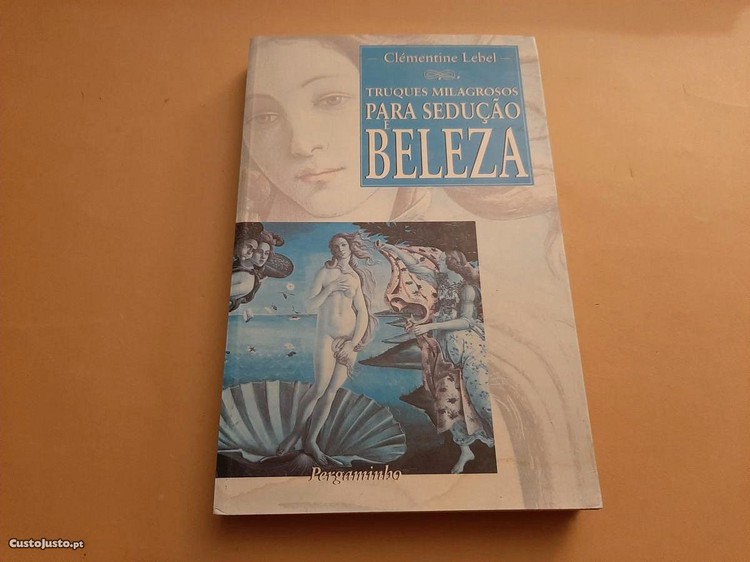 Clémentine Lebel
TRUQUES MILAGROSOS
PARA SEDUÇÃO
E
BELEZA
Pergaminho
CustoJusto.pt